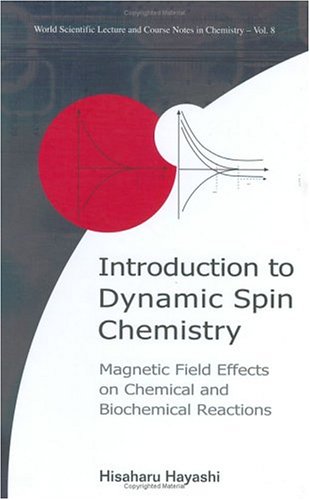 World Scientific Lecture and Course Notes in Chemistry – Vol. 8
Introduction to
Dynamic Spin
Chemistry
Magnetic Field Effects
on Chemical and
Biochemical Reactions
Hisaharu Hayashi